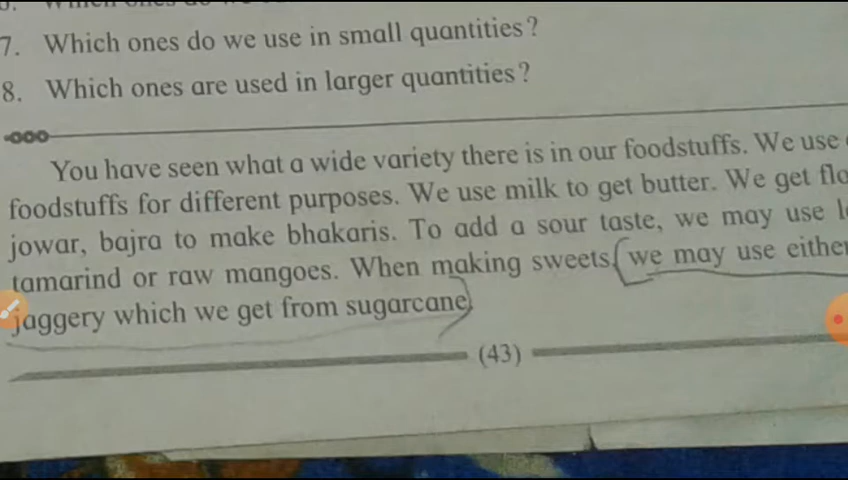 7. Which ones do we use in small quantities?
8. Which ones are used in larger quantities?
You have seen what a wide variety there is in our foodstuffs. We use
foodstuffs for different purposes. We use milk to get butter. We get
jowar, bajra to make bhakaris. To add a sour taste, we may use
tamarind or raw mangoes. When making sweets, we may use either
jaggery which we get from sugarcane.
(43)